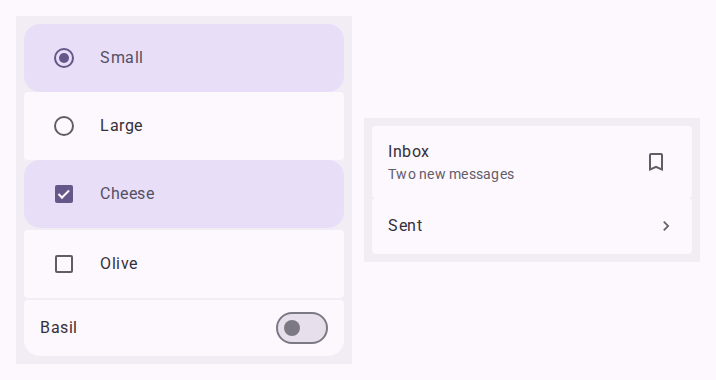 Small
Large
Cheese
Olive
Basil
Inbox
Two new messages
Sent